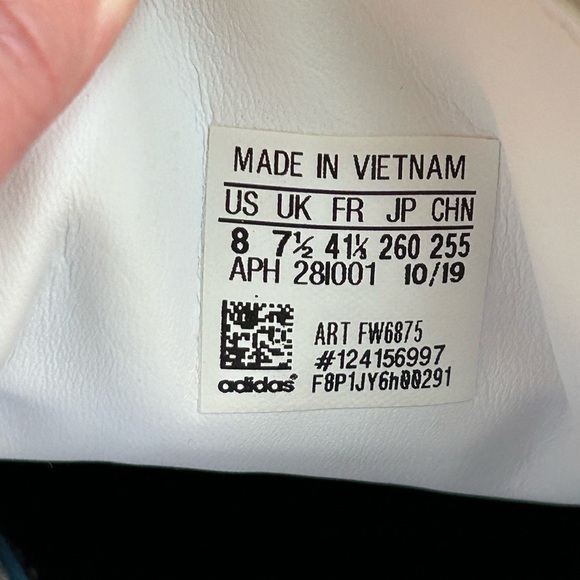 MADE IN VIETNAM
US UK FR JP CHN
8 7½ 41⅓ 260 255
APH 28I001 10/19
ART FW6875
#124156997
adidas® F8P1JY6h00291